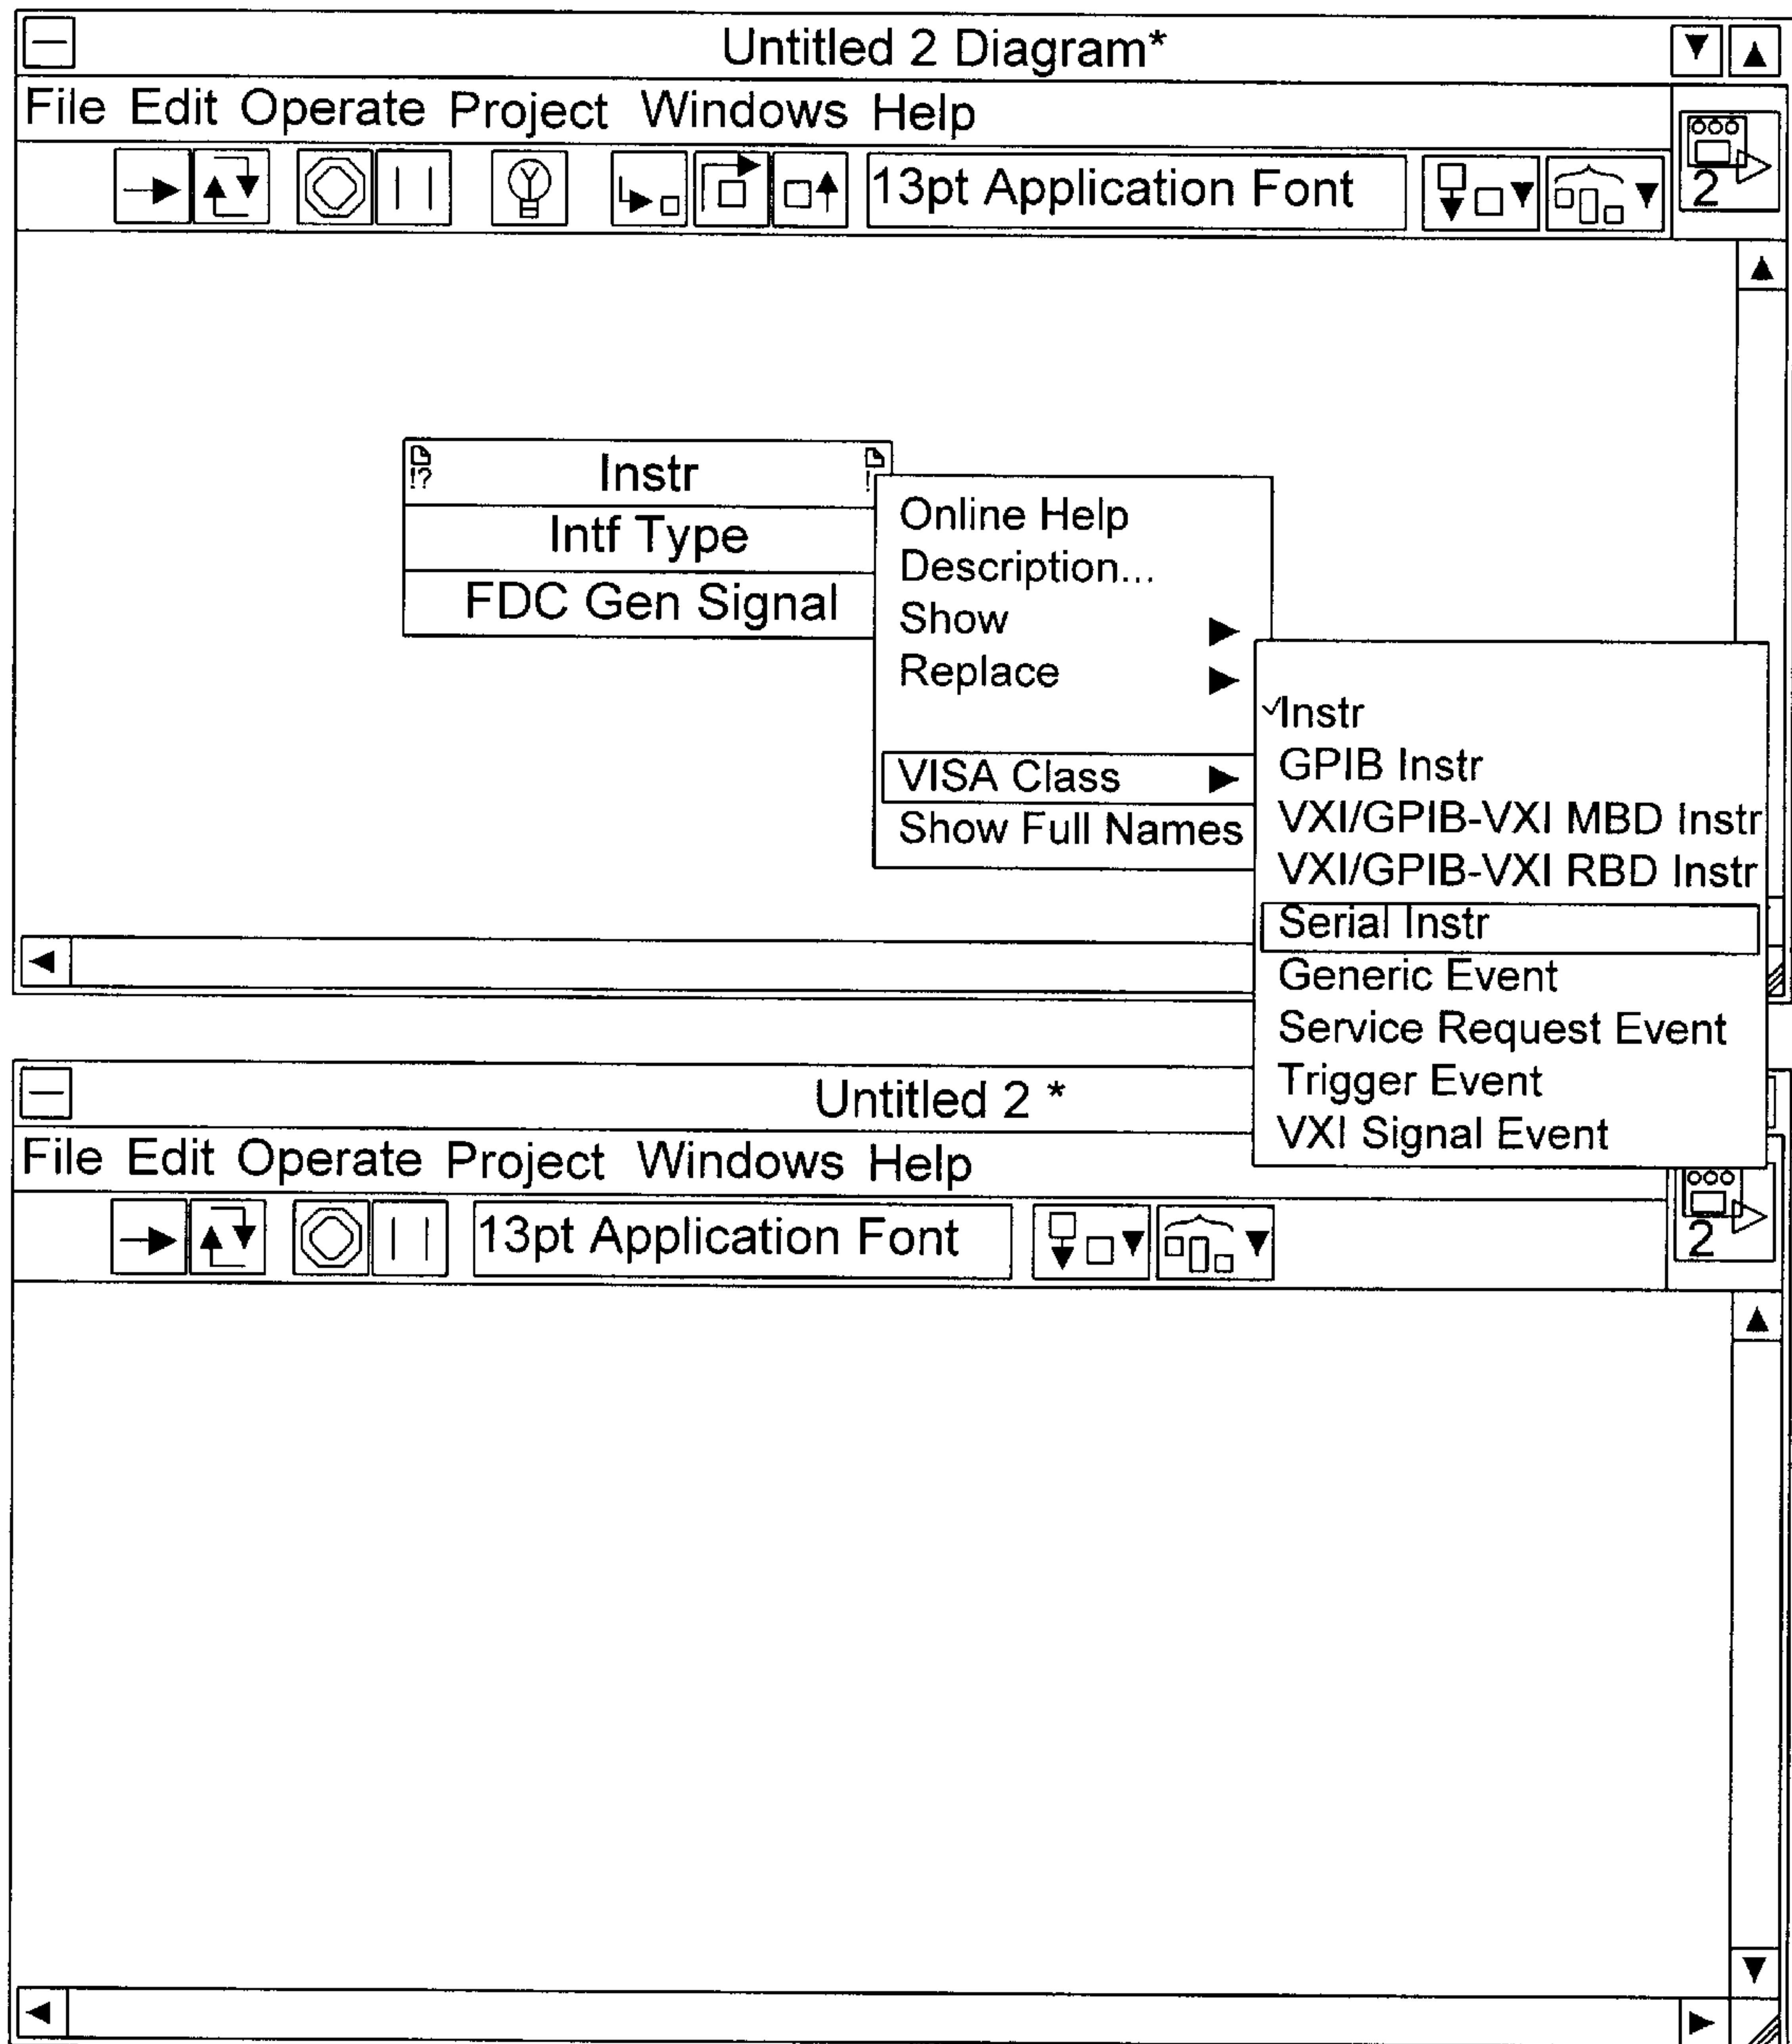 Untitled 2 Diagram*
File Edit Operate Project Windows Help
13pt Application Font
2
!? Instr !
Intf Type
FDC Gen Signal
Online Help
Description...
Show
Replace
VISA Class
Show Full Names
Instr
GPIB Instr
VXI/GPIB-VXI MBD Instr
VXI/GPIB-VXI RBD Instr
Serial Instr
Generic Event
Service Request Event
Trigger Event
VXI Signal Event
Untitled 2 *
File Edit Operate Project Windows Help
13pt Application Font
2